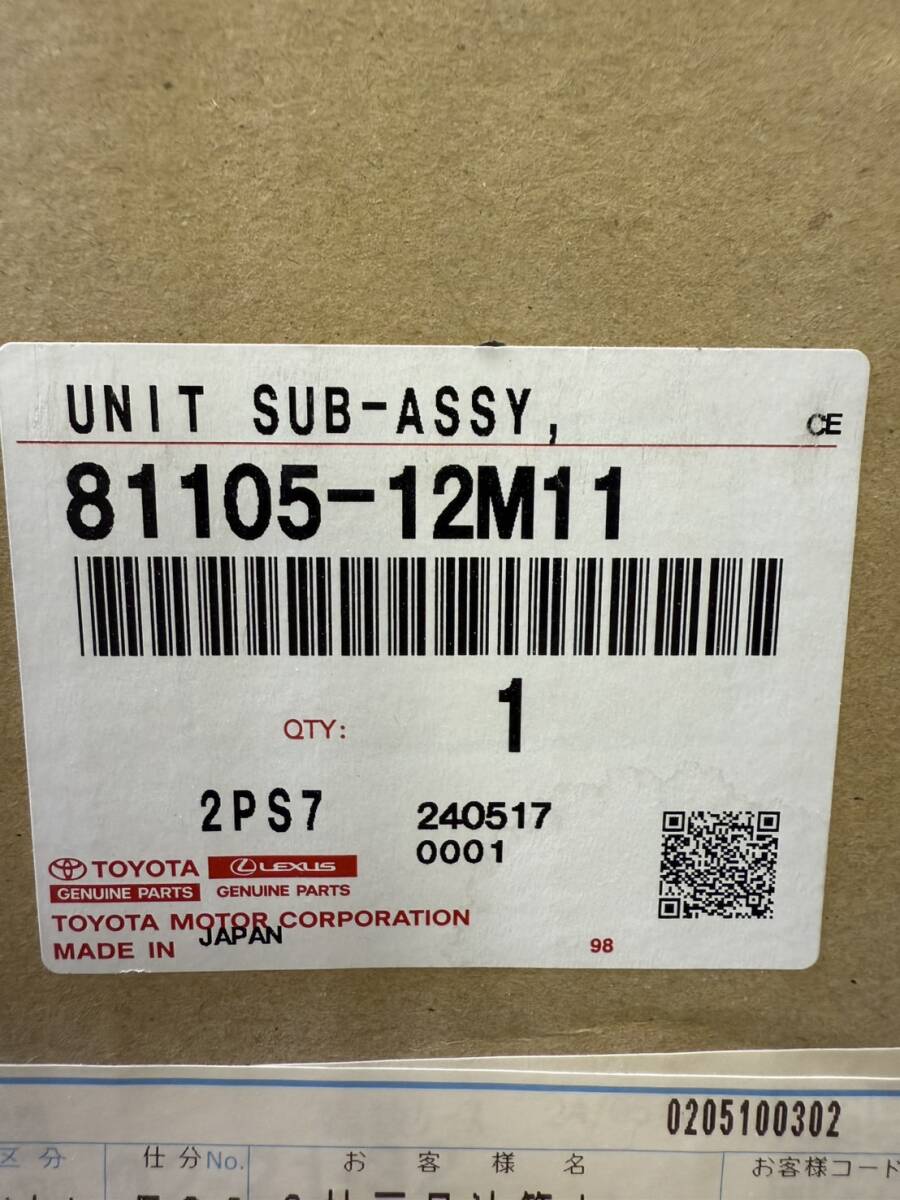 UNIT SUB-ASSY,
CE
81105-12M11
QTY: 1
2PS7 240517
0001
TOYOTA LEXUS
GENUINE PARTS GENUINE PARTS
TOYOTA MOTOR CORPORATION
MADE IN JAPAN
98
0205100302
区分 仕分No. お客様名 お客様コード